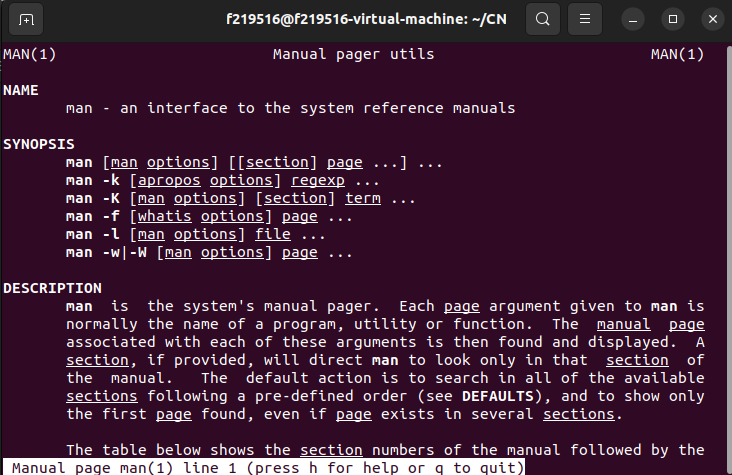 f219516@f219516-virtual-machine: ~/CN
MAN(1) Manual pager utils MAN(1)
NAME
man - an interface to the system reference manuals
SYNOPSIS
man [man options] [[section] page ...] ...
man -k [apropos options] regexp ...
man -K [man options] [section] term ...
man -f [whatis options] page ...
man -l [man options] file ...
man -w|-W [man options] page ...
DESCRIPTION
man is the system's manual pager. Each page argument given to man is
normally the name of a program, utility or function. The manual page
associated with each of these arguments is then found and displayed. A
section, if provided, will direct man to look only in that section of
the manual. The default action is to search in all of the available
sections following a pre-defined order (see DEFAULTS), and to show only
the first page found, even if page exists in several sections.
The table below shows the section numbers of the manual followed by the
Manual page man(1) line 1 (press h for help or q to quit)